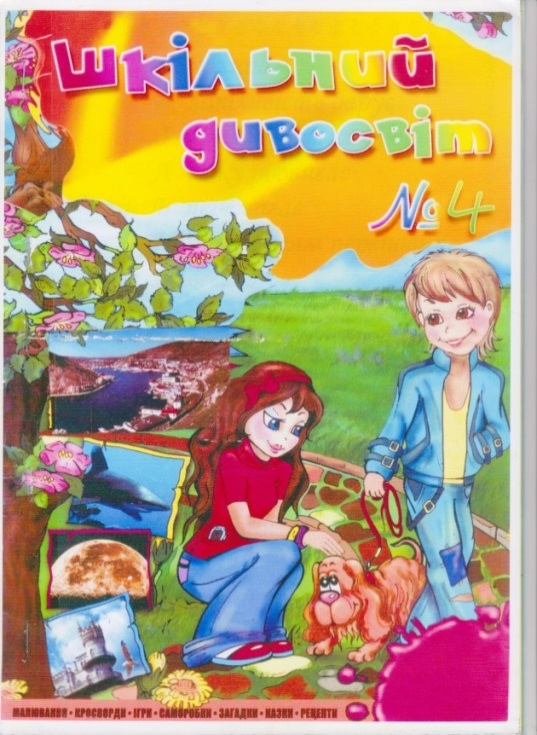 Шкільний
дивосвіт
№4
МАЛЮВАННЯ • КРОСВОРДИ • ІГРИ • САМОРОБКИ • ЗАГАДКИ • КАЗКИ • РЕЦЕПТИ